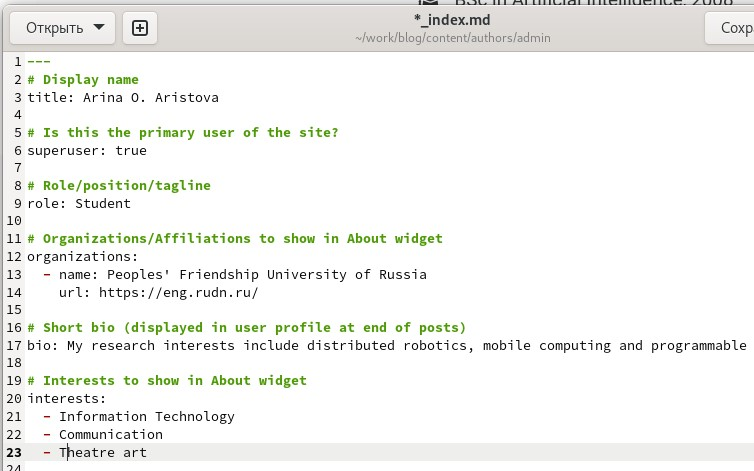 BSc in Artificial Intelligence, 2008
Открыть
*_index.md
~/work/blog/content/authors/admin
Сохр
1 ---
2 # Display name
3 title: Arina O. Aristova
4
5 # Is this the primary user of the site?
6 superuser: true
7
8 # Role/position/tagline
9 role: Student
10
11 # Organizations/Affiliations to show in About widget
12 organizations:
13   - name: Peoples' Friendship University of Russia
14     url: https://eng.rudn.ru/
15
16 # Short bio (displayed in user profile at end of posts)
17 bio: My research interests include distributed robotics, mobile computing and programmable
18
19 # Interests to show in About widget
20 interests:
21   - Information Technology
22   - Communication
23   - Theatre art
24